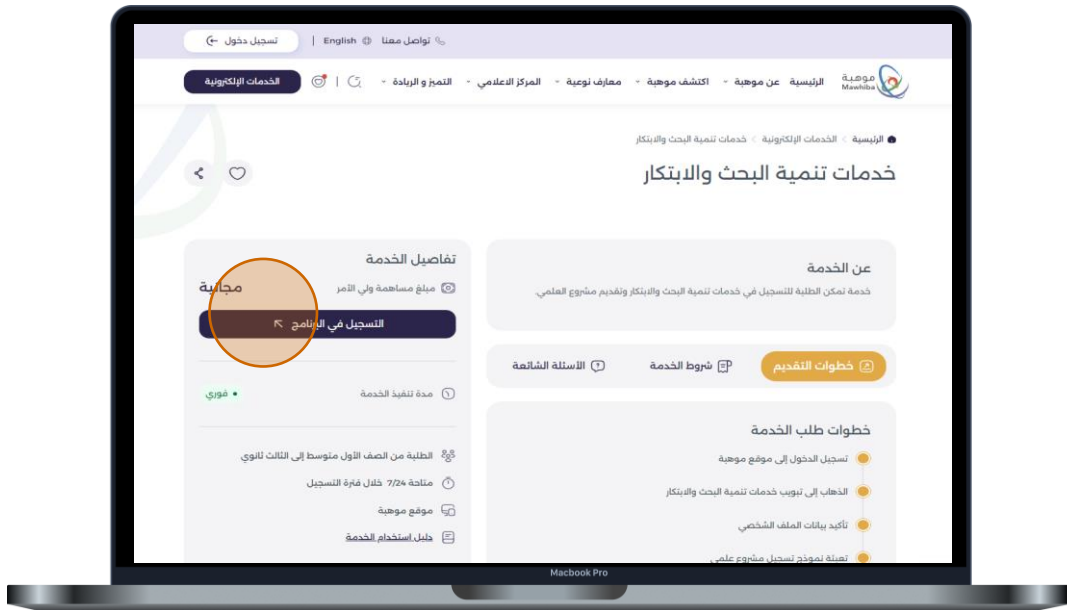 تواصل معنا
English
تسجيل دخول
موهبة
Mawhiba
الرئيسية
عن موهبة
اكتشف موهبة
معارف نوعية
المركز الاعلامي
التميز و الريادة
الخدمات الإلكترونية
الرئيسية > الخدمات الإلكترونية > خدمات تنمية البحث والابتكار
خدمات تنمية البحث والابتكار
عن الخدمة
خدمة تمكن الطلبة للتسجيل في خدمات تنمية البحث والابتكار وتقديم مشروع العلمي.
خطوات التقديم
شروط الخدمة
الأسئلة الشائعة
خطوات طلب الخدمة
تسجيل الدخول إلى موقع موهبة
الذهاب إلى تبويب خدمات تنمية البحث والابتكار
تأكيد بيانات الملف الشخصي
تعبئة نموذج تسجيل مشروع علمي
تفاصيل الخدمة
مبلغ مساهمة ولي الأمر
مجانية
التسجيل في البرنامج
مدة تنفيذ الخدمة
فوري
الطلبة من الصف الأول متوسط إلى الثالث ثانوي
متاحة 7/24 خلال فترة التسجيل
موقع موهبة
دليل استخدام الخدمة
Macbook Pro